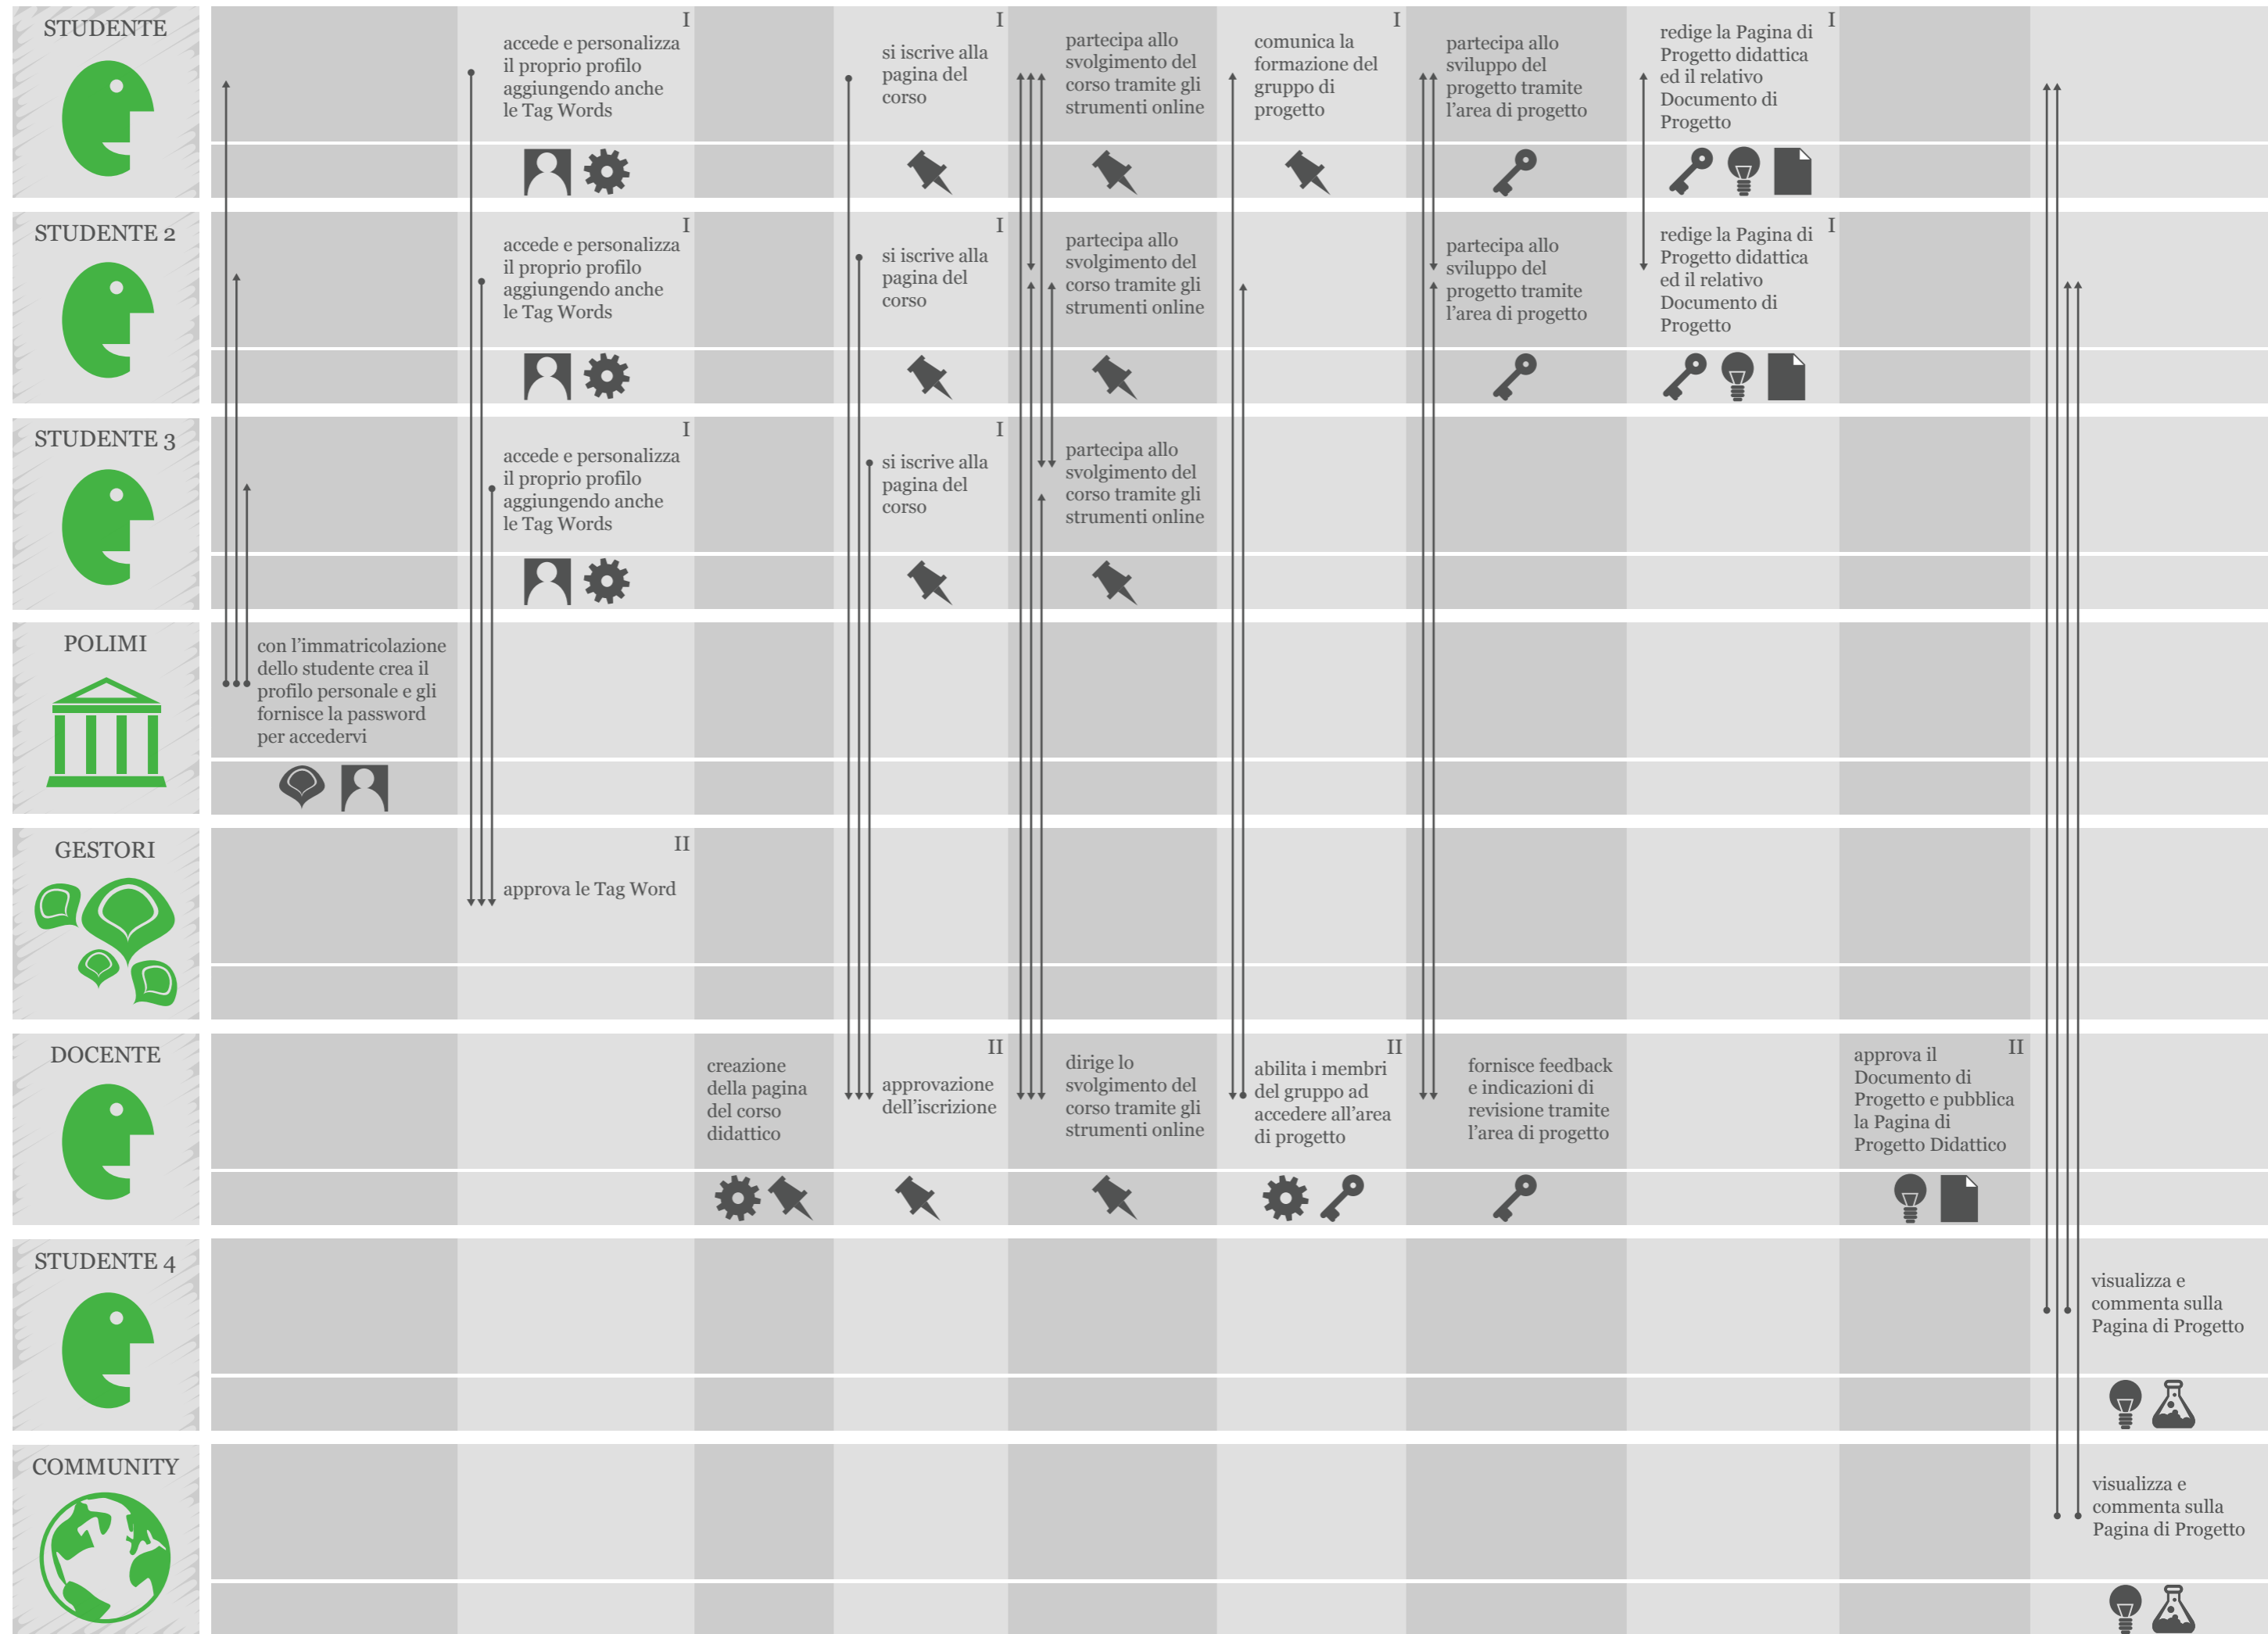 STUDENTE
I
accede e personalizza
il proprio profilo
aggiungendo anche
le Tag Words
I
si iscrive alla
pagina del
corso
partecipa allo
svolgimento del
corso tramite gli
strumenti online
I
comunica la
formazione del
gruppo di
progetto
partecipa allo
sviluppo del
progetto tramite
l'area di progetto
I
redige la Pagina di
Progetto didattica
ed il relativo
Documento di
Progetto
STUDENTE 2
I
accede e personalizza
il proprio profilo
aggiungendo anche
le Tag Words
I
si iscrive alla
pagina del
corso
partecipa allo
svolgimento del
corso tramite gli
strumenti online
partecipa allo
sviluppo del
progetto tramite
l'area di progetto
I
redige la Pagina di
Progetto didattica
ed il relativo
Documento di
Progetto
STUDENTE 3
I
accede e personalizza
il proprio profilo
aggiungendo anche
le Tag Words
I
si iscrive alla
pagina del
corso
partecipa allo
svolgimento del
corso tramite gli
strumenti online
POLIMI
con l'immatricolazione
dello studente crea il
profilo personale e gli
fornisce la password
per accedervi
GESTORI
II
approva le Tag Word
DOCENTE
creazione
della pagina
del corso
didattico
II
approvazione
dell'iscrizione
dirige lo
svolgimento del
corso tramite gli
strumenti online
II
abilita i membri
del gruppo ad
accedere all'area
di progetto
fornisce feedback
e indicazioni di
revisione tramite
l'area di progetto
II
approva il
Documento di
Progetto e pubblica
la Pagina di
Progetto Didattico
STUDENTE 4
visualizza e
commenta sulla
Pagina di Progetto
COMMUNITY
visualizza e
commenta sulla
Pagina di Progetto